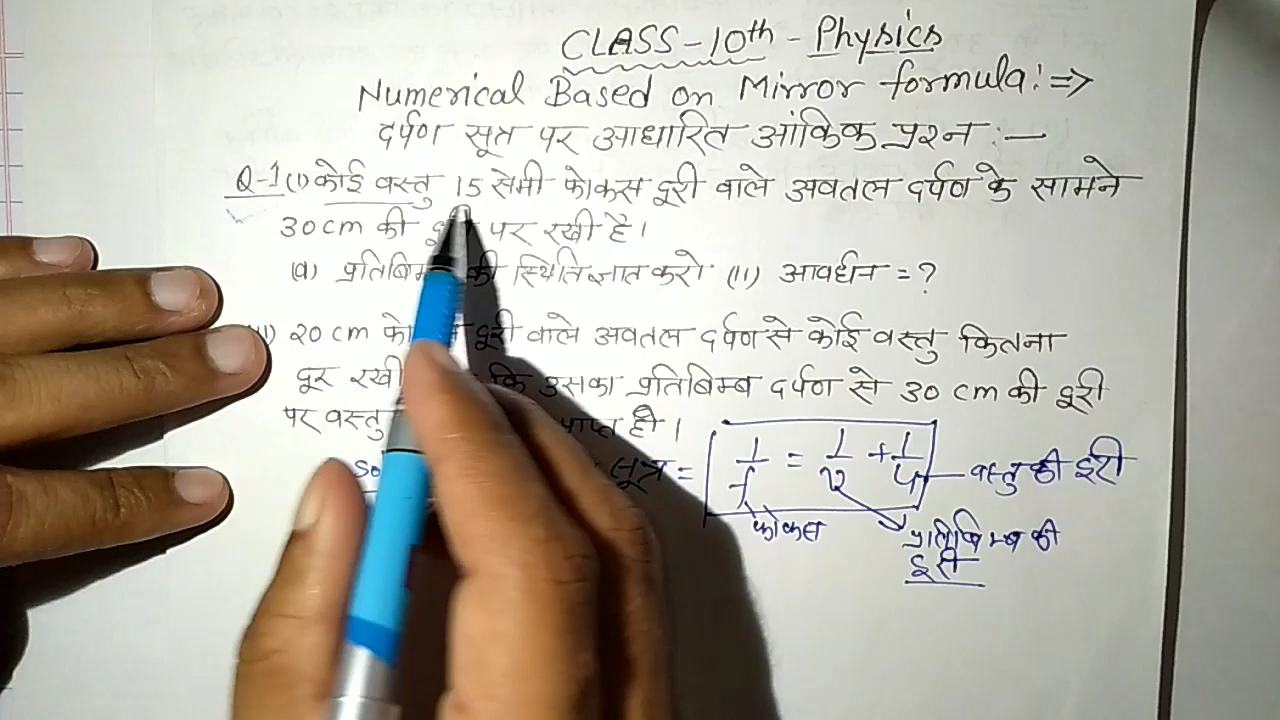 CLASS-10th - Physics
Numerical Based on Mirror formula:=>
दर्पण सूत्र पर आधारित आंकिक प्रश्न :—
Q-1 (i) कोई वस्तु 15 सेमी फोकस दूरी वाले अवतल दर्पण के सामने
30 cm की पर रखी है।
(a) की स्थिति ज्ञात करो (ii) आवर्धन = ?
20 cm दूरी वाले अवतल दर्पण से कोई वस्तु कितना
दूर रखी कि उसका प्रतिबिम्ब दर्पण से 30 cm की दूरी
पर वस्तु प्राप्त हो।
सूत्र = 1/f = 1/v + 1/u वस्तु की दूरी
फोकस प्रतिबिम्ब की
दूरी